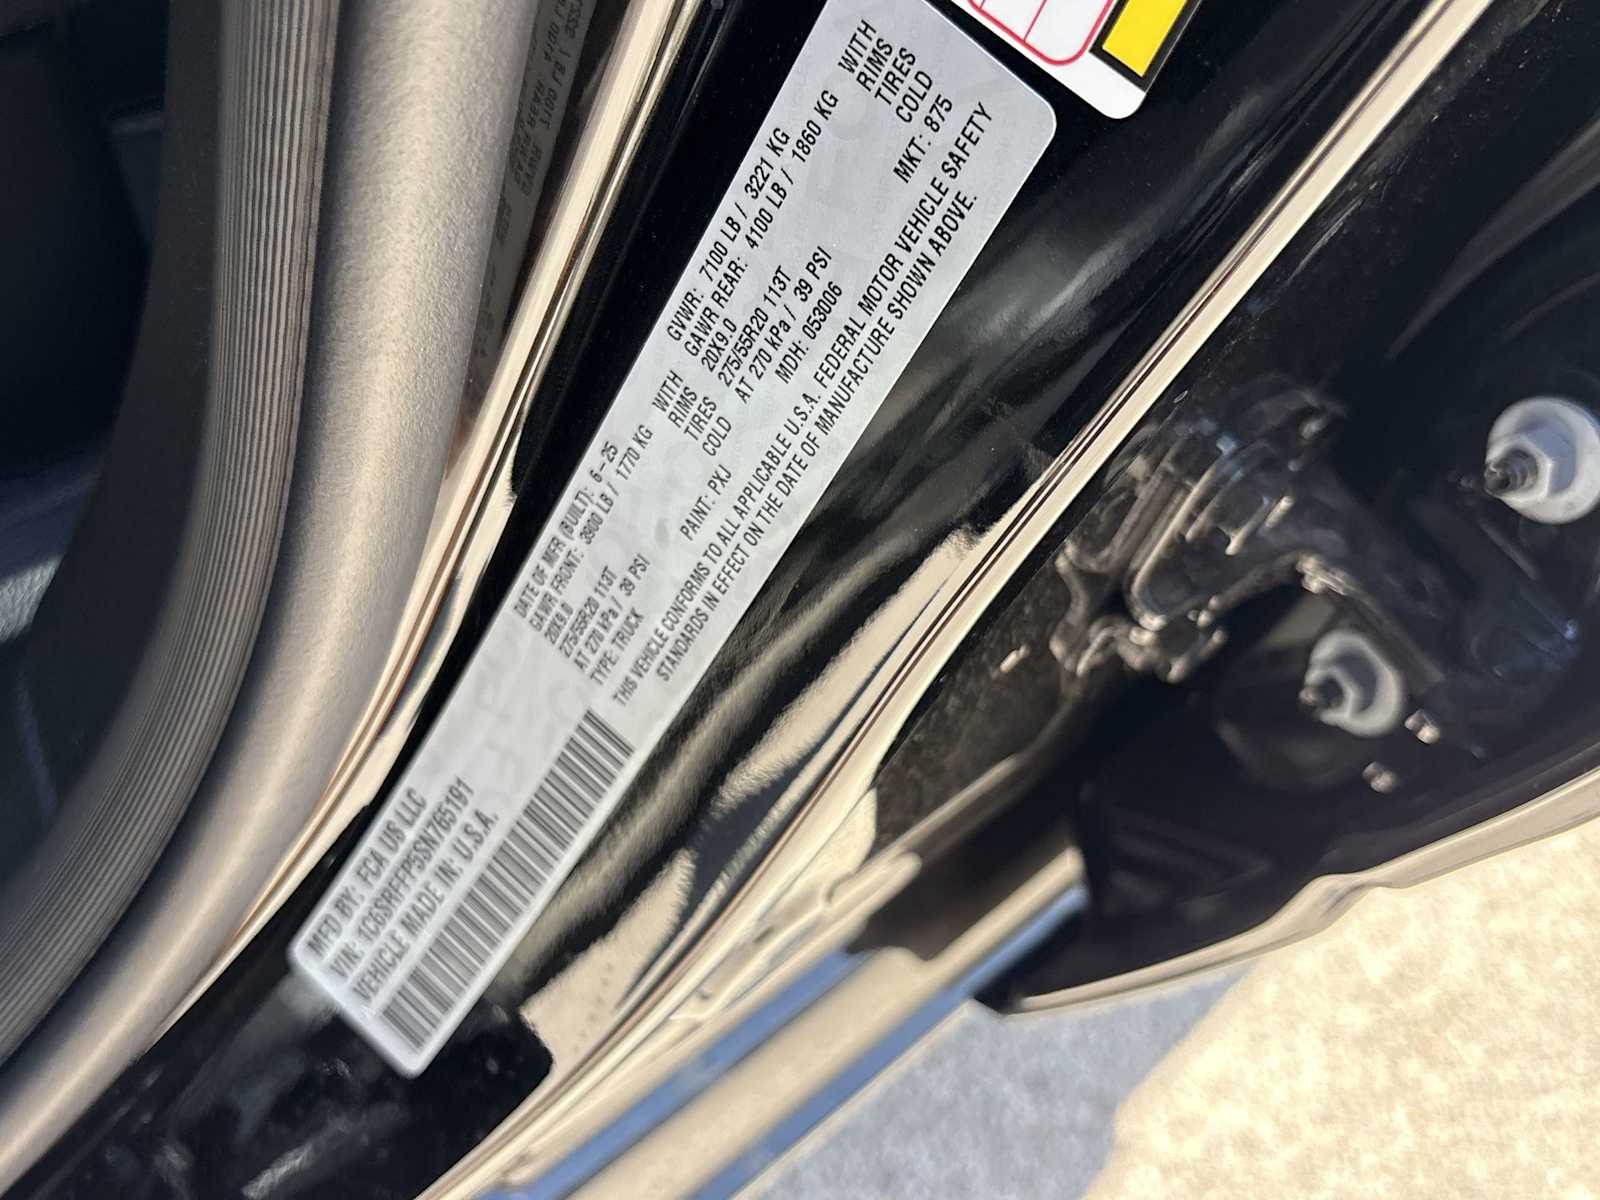 MFD BY: FCA US LLC
DATE OF MFR (BUILT): 6-25
GVWR: 7100 LB / 3221 KG
VIN: 1C6SRFFP5SN765191
GAWR FRONT: 3900 LB / 1770 KG
WITH
GAWR REAR: 4100 LB / 1860 KG
WITH
VEHICLE MADE IN: U.S.A.
20X9.0
RIMS
20X9.0
RIMS
275/55R20 113T
TIRES
275/55R20 113T
TIRES
AT 270 kPa / 39 PSI
COLD
AT 270 kPa / 39 PSI
COLD
TYPE: TRUCK
PAINT: PXJ
MDH: 053006
MKT: 875
THIS VEHICLE CONFORMS TO ALL APPLICABLE U.S.A. FEDERAL MOTOR VEHICLE SAFETY
STANDARDS IN EFFECT ON THE DATE OF MANUFACTURE SHOWN ABOVE.